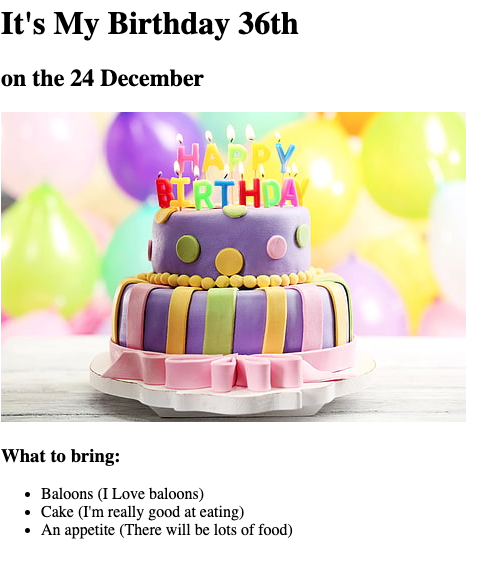 It's My Birthday 36th
on the 24 December
HAPPY
BIRTHDAY
What to bring:
Baloons (I Love baloons)
Cake (I'm really good at eating)
An appetite (There will be lots of food)